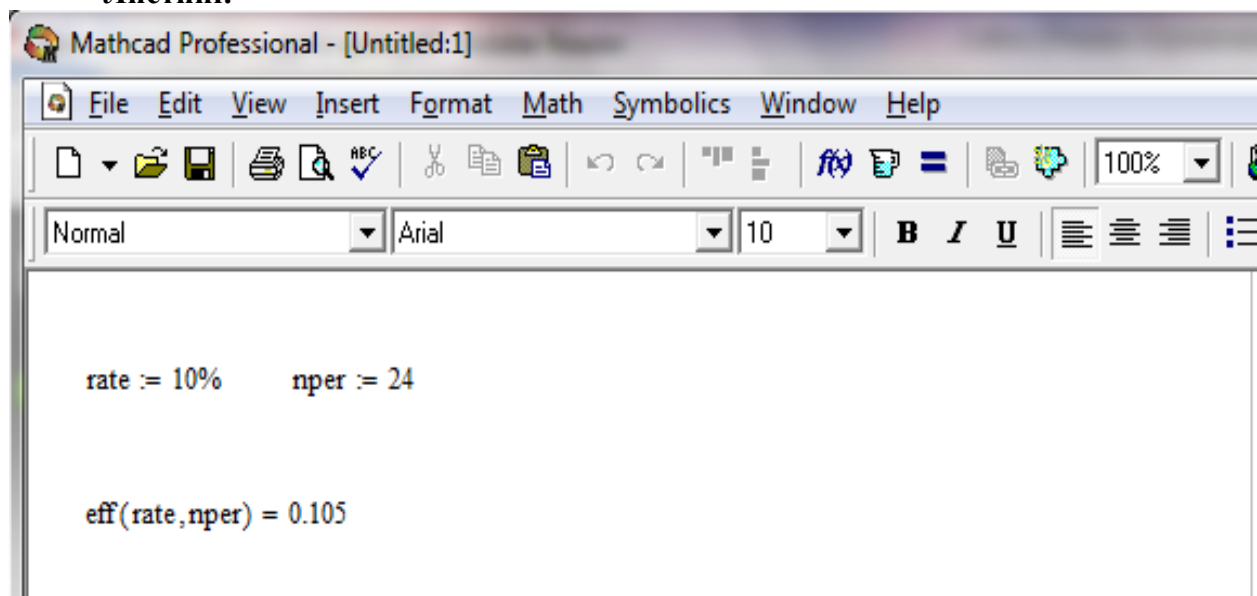 Mathcad Professional - [Untitled:1]
File Edit View Insert Format Math Symbolics Window Help
ABC f(x) 100%
Normal Arial 10 B I U
rate := 10% nper := 24
eff(rate,nper) = 0.105